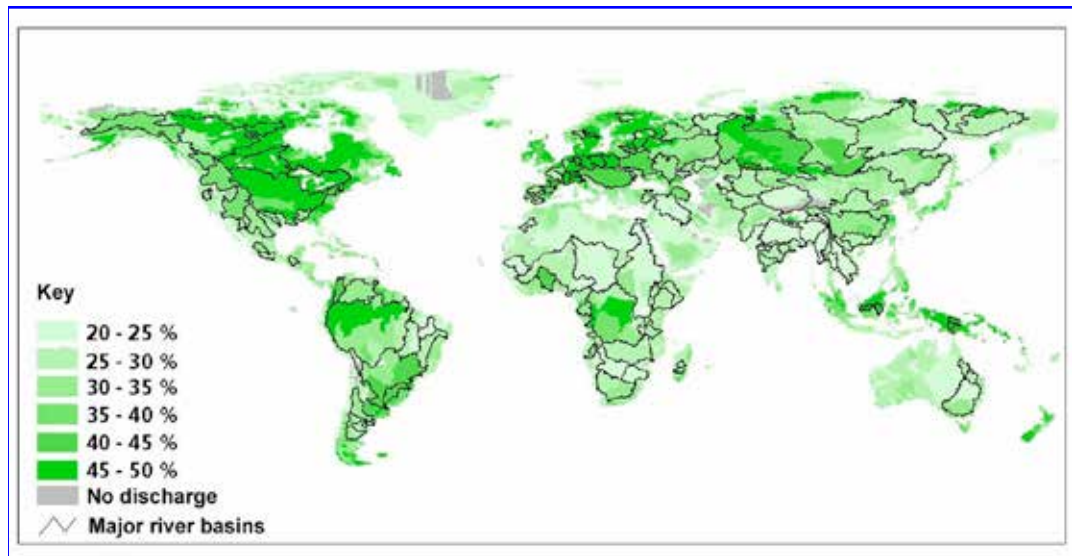 Key
20 - 25 %
25 - 30 %
30 - 35 %
35 - 40 %
40 - 45 %
45 - 50 %
No discharge
Major river basins